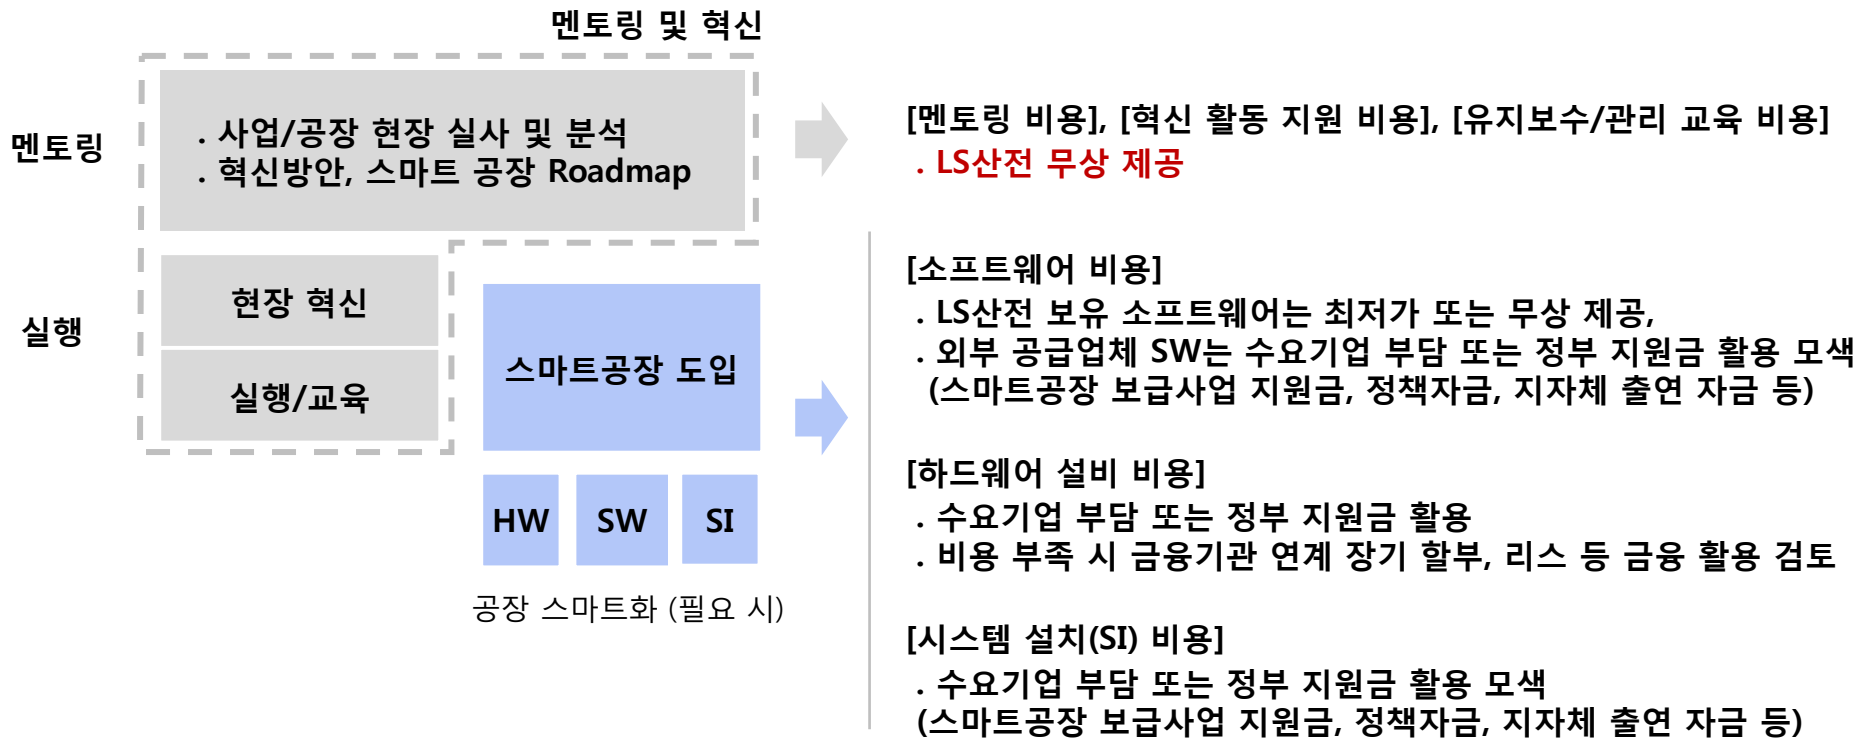 멘토링 및 혁신
멘토링
. 사업/공장 현장 실사 및 분석
. 혁신방안, 스마트 공장 Roadmap
실행
현장 혁신
실행/교육
스마트공장 도입
HW
SW
SI
공장 스마트화 (필요 시)
[멘토링 비용], [혁신 활동 지원 비용], [유지보수/관리 교육 비용]
. LS산전 무상 제공
[소프트웨어 비용]
. LS산전 보유 소프트웨어는 최저가 또는 무상 제공,
. 외부 공급업체 SW는 수요기업 부담 또는 정부 지원금 활용 모색
(스마트공장 보급사업 지원금, 정책자금, 지자체 출연 자금 등)
[하드웨어 설비 비용]
. 수요기업 부담 또는 정부 지원금 활용
. 비용 부족 시 금융기관 연계 장기 할부, 리스 등 금융 활용 검토
[시스템 설치(SI) 비용]
. 수요기업 부담 또는 정부 지원금 활용 모색
(스마트공장 보급사업 지원금, 정책자금, 지자체 출연 자금 등)